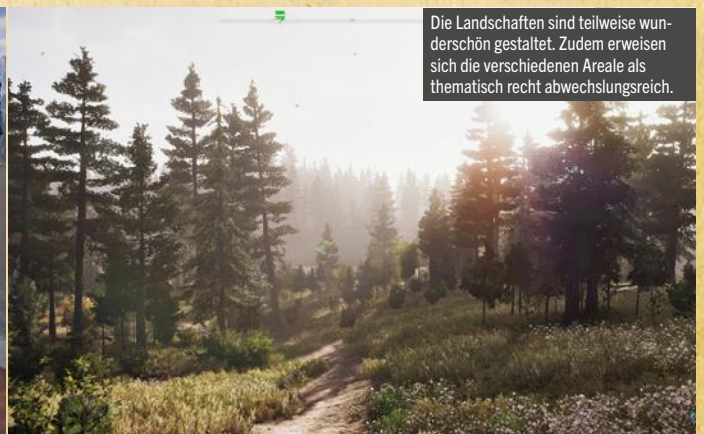 Die Landschaften sind teilweise wun-
derschön gestaltet. Zudem erweisen
sich die verschiedenen Areale als
thematisch recht abwechslungsreich.